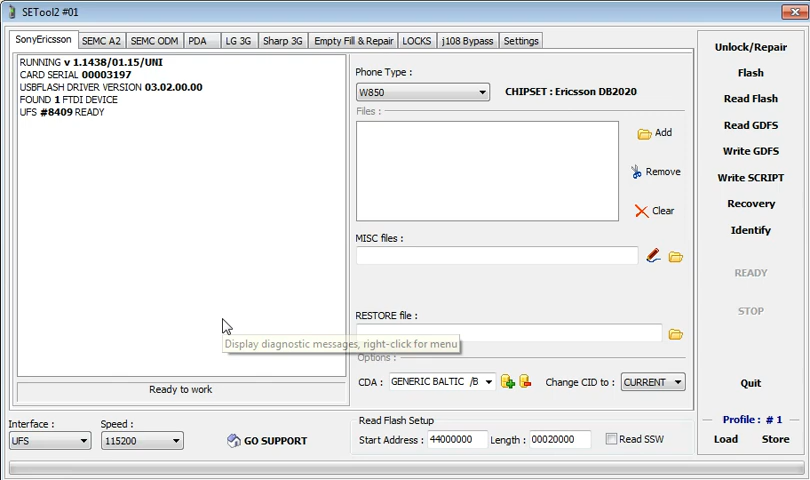 SETool2 #01
SonyEricsson SEMC A2 SEMC ODM PDA LG 3G Sharp 3G Empty Fill & Repair LOCKS j108 Bypass Settings
RUNNING v 1.1438/01.15/UNI
CARD SERIAL 00003197
USBFLASH DRIVER VERSION 03.02.00.00
FOUND 1 FTDI DEVICE
UFS #8409 READY
Display diagnostic messages, right-click for menu
Ready to work
Phone Type :
W850 CHIPSET : Ericsson DB2020
Files :
Add
Remove
Clear
MISC files :
RESTORE file :
Options :
CDA : GENERIC BALTIC /B Change CID to : CURRENT
Interface : Speed :
UFS 115200 GO SUPPORT
Read Flash Setup
Start Address : 44000000 Length : 00020000 Read SSW
Unlock/Repair
Flash
Read Flash
Read GDFS
Write GDFS
Write SCRIPT
Recovery
Identify
READY
STOP
Quit
Profile : # 1
Load Store